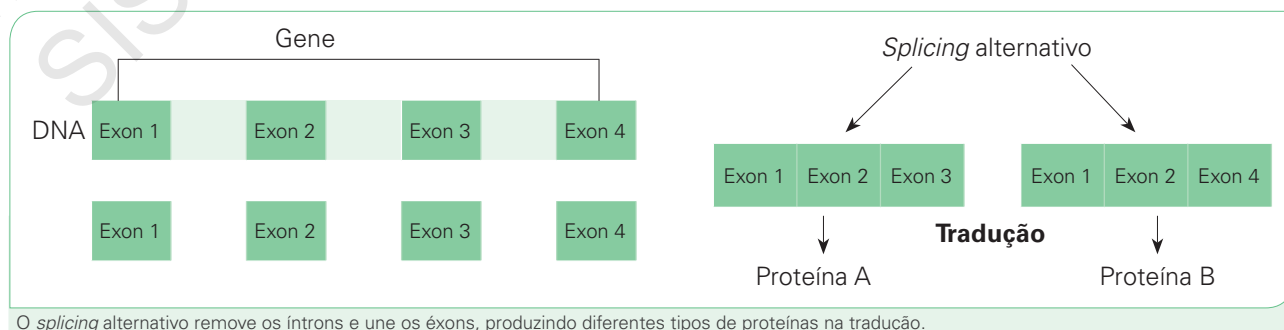 SIS
Gene
DNA Exon 1 Exon 2 Exon 3 Exon 4
Exon 1 Exon 2 Exon 3 Exon 4
Splicing alternativo
Exon 1 Exon 2 Exon 3 Exon 1 Exon 2 Exon 4
Tradução
Proteína A Proteína B
O splicing alternativo remove os íntrons e une os éxons, produzindo diferentes tipos de proteínas na tradução.